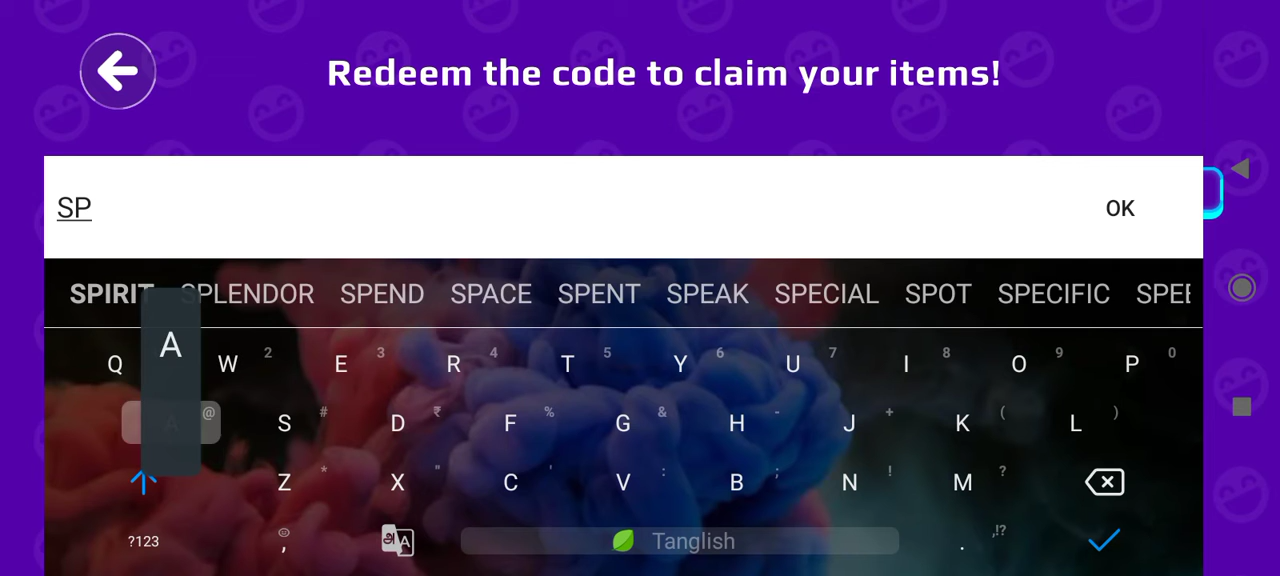 Redeem the code to claim your items!
SP
OK
SPIRIT SPLENDOR SPEND SPACE SPENT SPEAK SPECIAL SPOT SPECIFIC SPEE
A
Q W 2 E 3 R 4 T 5 Y 6 U 7 I 8 O 9 P 0
A @ S # D ₹ F % G & H - J + K ( L )
Z * X " C ' V : B ; N ! M ?
?123 , அ A Tanglish . ,!?